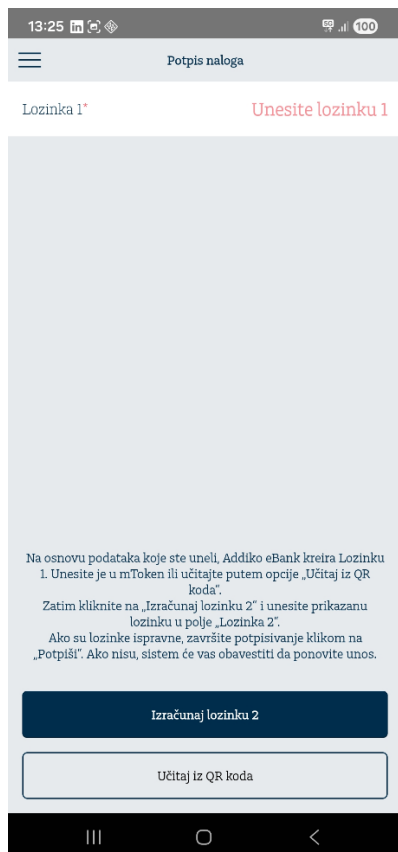 13:25
100
Potpis naloga
Lozinka 1*
Unesite lozinku 1
Na osnovu podataka koje ste uneli, Addiko eBank kreira Lozinku
1. Unesite je u mToken ili učitajte putem opcije „Učitaj iz QR
koda“.
Zatim kliknite na „Izračunaj lozinku 2“ i unesite prikazanu
lozinku u polje „Lozinka 2“.
Ako su lozinke ispravne, završite potpisivanje klikom na
„Potpiši“. Ako nisu, sistem će vas obavestiti da ponovite unos.
Izračunaj lozinku 2
Učitaj iz QR koda